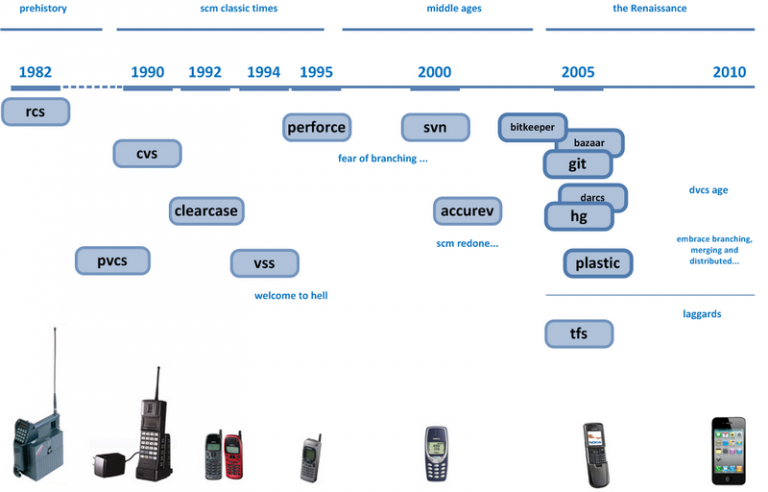 prehistory
scm classic times
middle ages
the Renaissance
1982
1990
1992
1994
1995
2000
2005
2010
rcs
perforce
svn
bitkeeper
bazaar
cvs
git
fear of branching ...
dvcs age
darcs
clearcase
accurev
hg
scm redone...
embrace branching,
merging and
distributed...
pvcs
vss
plastic
welcome to hell
laggards
tfs